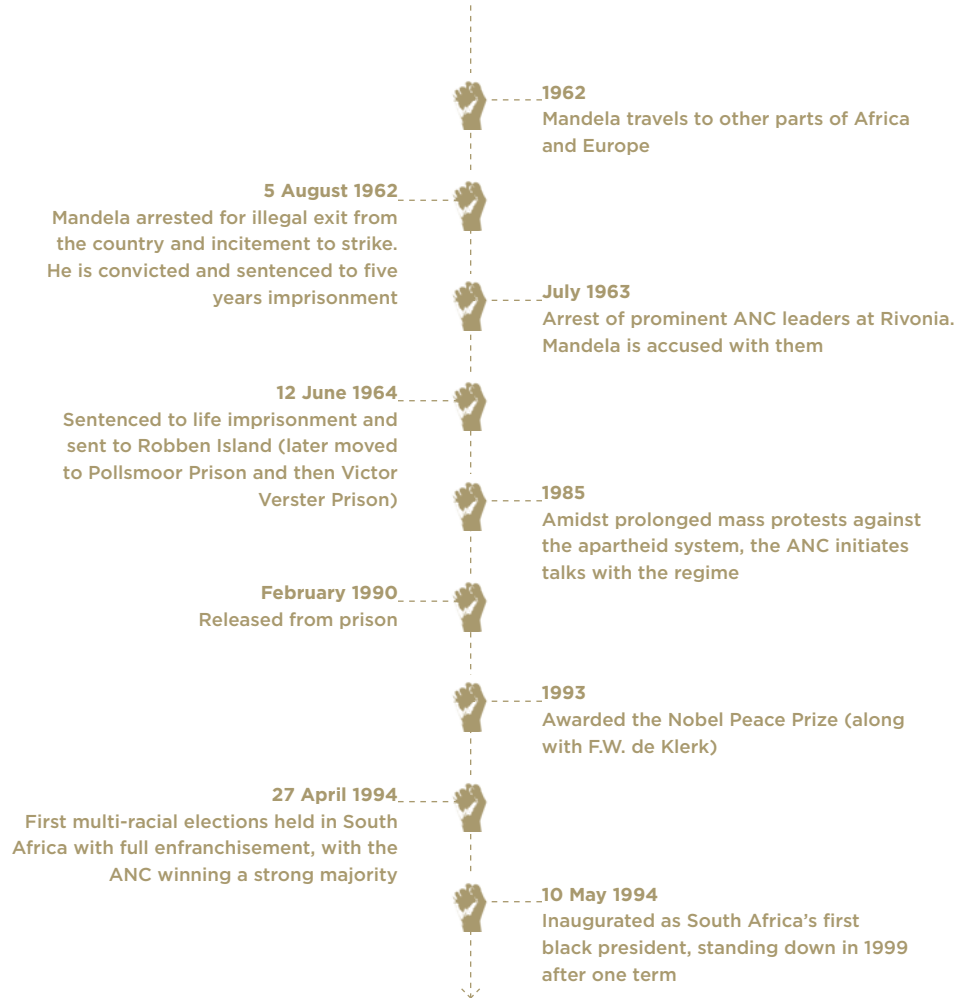 1962
Mandela travels to other parts of Africa
and Europe
5 August 1962
Mandela arrested for illegal exit from
the country and incitement to strike.
He is convicted and sentenced to five
years imprisonment
July 1963
Arrest of prominent ANC leaders at Rivonia.
Mandela is accused with them
12 June 1964
Sentenced to life imprisonment and
sent to Robben Island (later moved
to Pollsmoor Prison and then Victor
Verster Prison)
1985
Amidst prolonged mass protests against
the apartheid system, the ANC initiates
talks with the regime
February 1990
Released from prison
1993
Awarded the Nobel Peace Prize (along
with F.W. de Klerk)
27 April 1994
First multi-racial elections held in South
Africa with full enfranchisement, with the
ANC winning a strong majority
10 May 1994
Inaugurated as South Africa’s first
black president, standing down in 1999
after one term